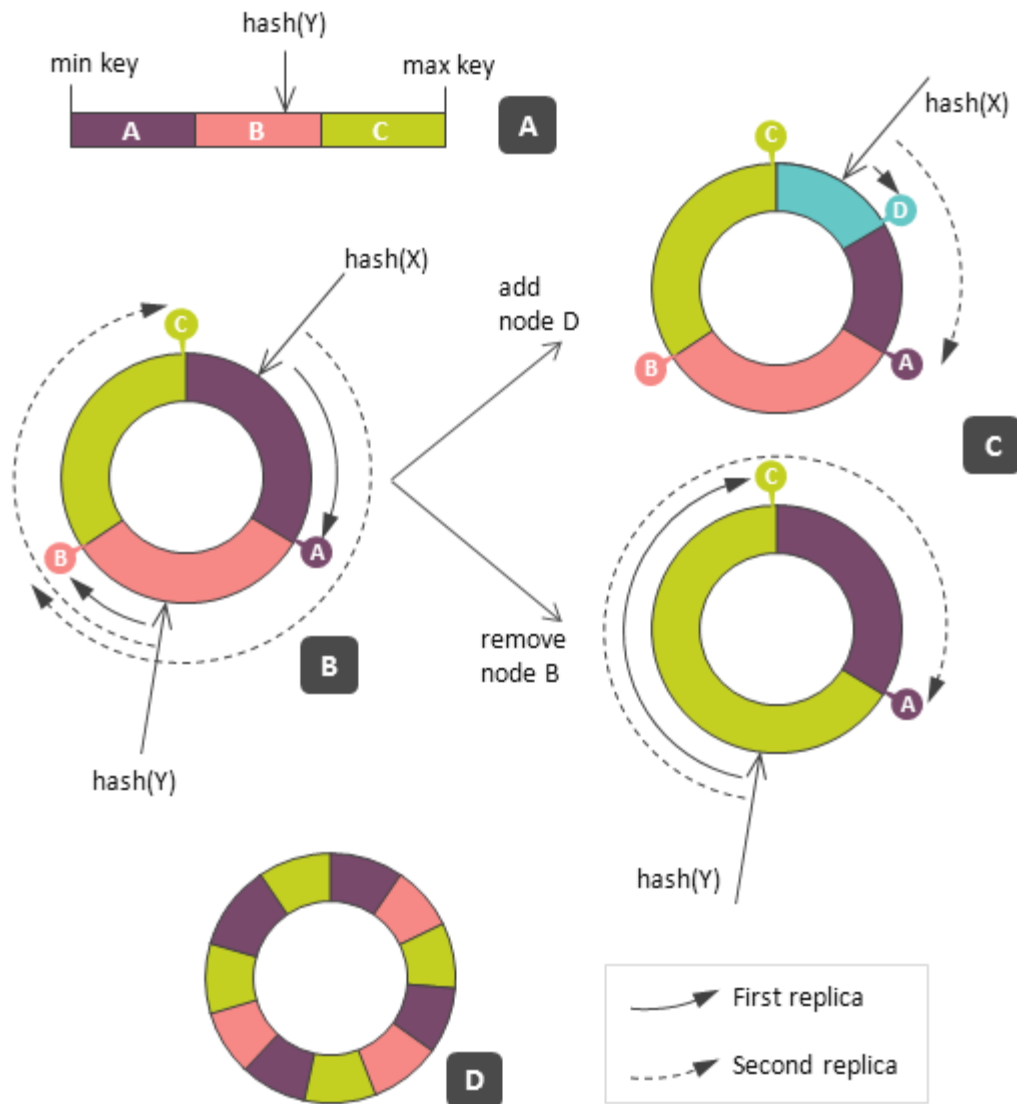 hash(Y)
min key
max key
A
B
C
A
hash(X)
C
D
A
B
add
node D
hash(X)
C
B
A
B
hash(Y)
C
remove
node B
C
A
hash(Y)
D
First replica
Second replica